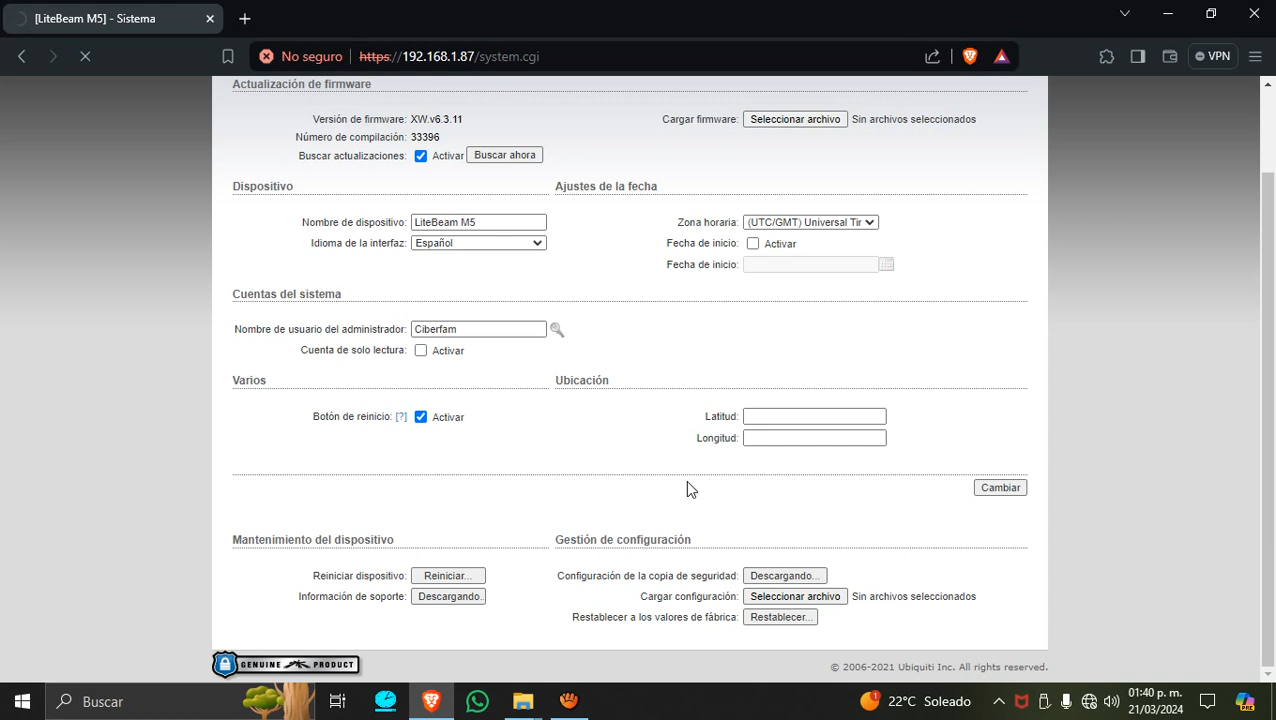 [LiteBeam M5] - Sistema
No seguro https://192.168.1.87/system.cgi VPN
Actualización de firmware
Versión de firmware: XW.v6.3.11 Cargar firmware: Seleccionar archivo Sin archivos seleccionados
Número de compilación: 33396
Buscar actualizaciones: Activar Buscar ahora
Dispositivo Ajustes de la fecha
Nombre de dispositivo: LiteBeam M5 Zona horaria: (UTC/GMT) Universal Tir
Idioma de la interfaz: Español Fecha de inicio: Activar
Fecha de inicio:
Cuentas del sistema
Nombre de usuario del administrador: Ciberfam
Cuenta de solo lectura: Activar
Varios Ubicación
Botón de reinicio: [?] Activar Latitud:
Longitud:
Cambiar
Mantenimiento del dispositivo Gestión de configuración
Reiniciar dispositivo: Reiniciar... Configuración de la copia de seguridad: Descargando...
Información de soporte: Descargando.. Cargar configuración: Seleccionar archivo Sin archivos seleccionados
Restablecer a los valores de fábrica: Restablecer...
GENUINE PRODUCT © 2006-2021 Ubiquiti Inc. All rights reserved.
Buscar 1 22°C Soleado 01:40 p. m.
21/03/2024